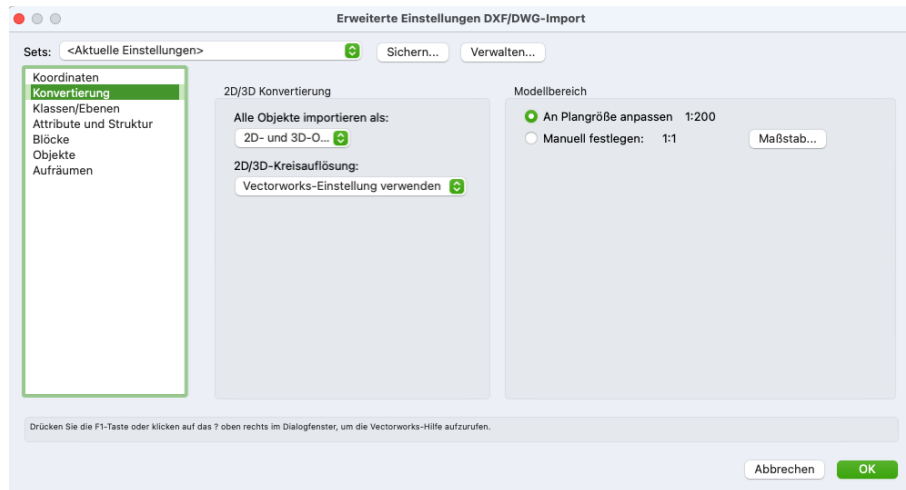 Erweiterte Einstellungen DXF/DWG-Import
Sets: <Aktuelle Einstellungen> Sichern... Verwalten...
Koordinaten
Konvertierung
Klassen/Ebenen
Attribute und Struktur
Blöcke
Objekte
Aufräumen
2D/3D Konvertierung
Alle Objekte importieren als:
2D- und 3D-O...
2D/3D-Kreisauflösung:
Vectorworks-Einstellung verwenden
Modellbereich
An Plangröße anpassen 1:200
Manuell festlegen: 1:1 Maßstab...
Drücken Sie die F1-Taste oder klicken auf das ? oben rechts im Dialogfenster, um die Vectorworks-Hilfe aufzurufen.
Abbrechen OK